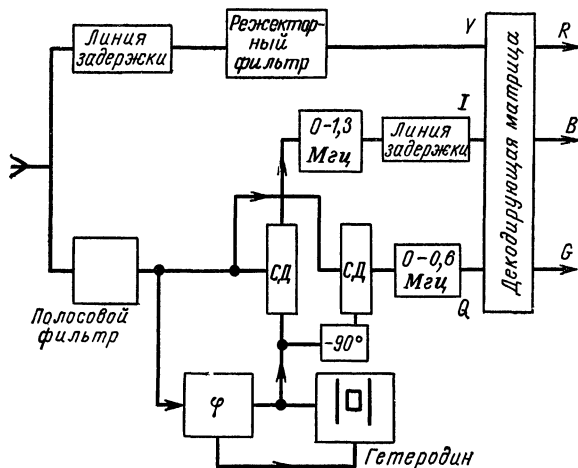 Линия
задержки
Режектор-
ный
фильтр
Y
R
I
0-1,3
Мгц
Линия
задержки
B
Декодирующая матрица
СД
СД
0-0,6
Мгц
G
Q
Полосовой
фильтр
-90°
φ
Гетеродин